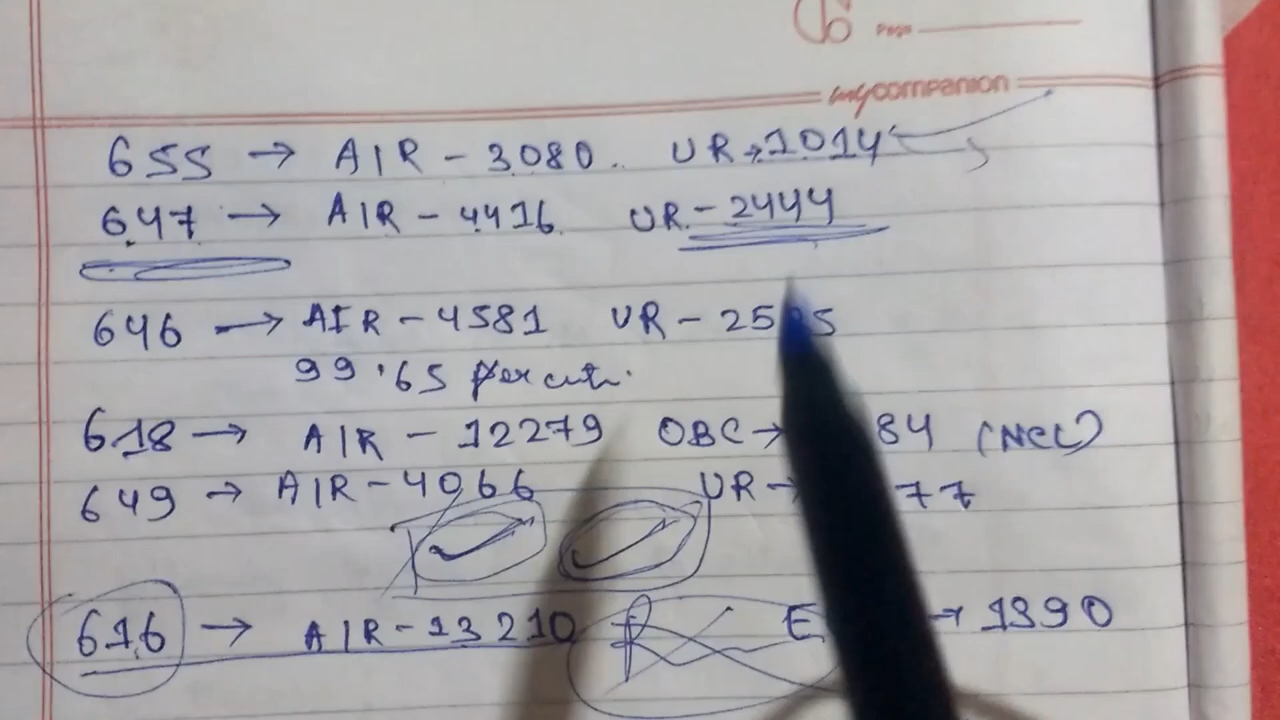 Page
mycompanion
655 → AIR - 3080. UR → 1014
647 → AIR - 4416 UR - 2444
646 → AIR - 4581 UR -
99.65 percentile.
618 → AIR - 12279 OBC → 84 (NCL)
649 → AIR - 4066 UR → 77
616 → AIR - 13210 E → 1390